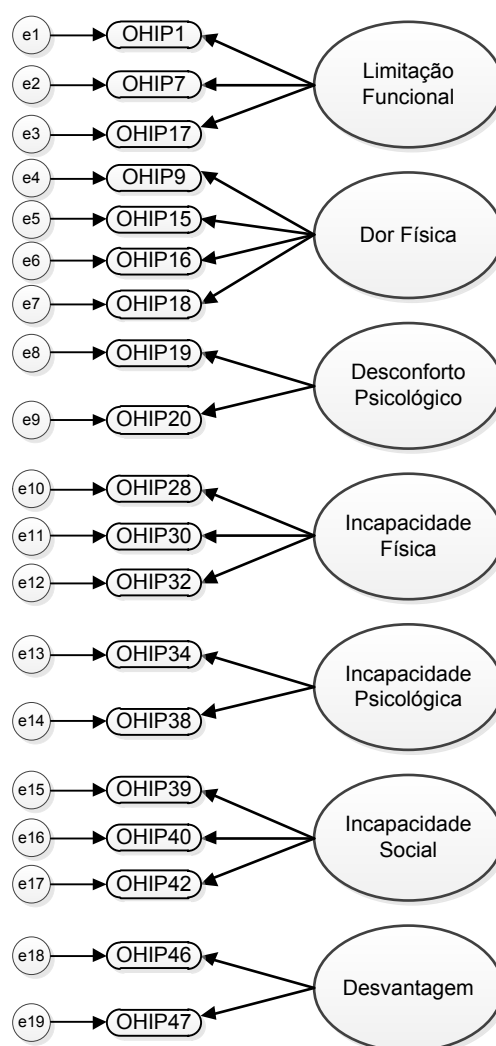 e1 OHIP1
e2 OHIP7
e3 OHIP17
Limitação
Funcional
e4 OHIP9
e5 OHIP15
e6 OHIP16
e7 OHIP18
Dor Física
e8 OHIP19
e9 OHIP20
Desconforto
Psicológico
e10 OHIP28
e11 OHIP30
e12 OHIP32
Incapacidade
Física
e13 OHIP34
e14 OHIP38
Incapacidade
Psicológica
e15 OHIP39
e16 OHIP40
e17 OHIP42
Incapacidade
Social
e18 OHIP46
e19 OHIP47
Desvantagem